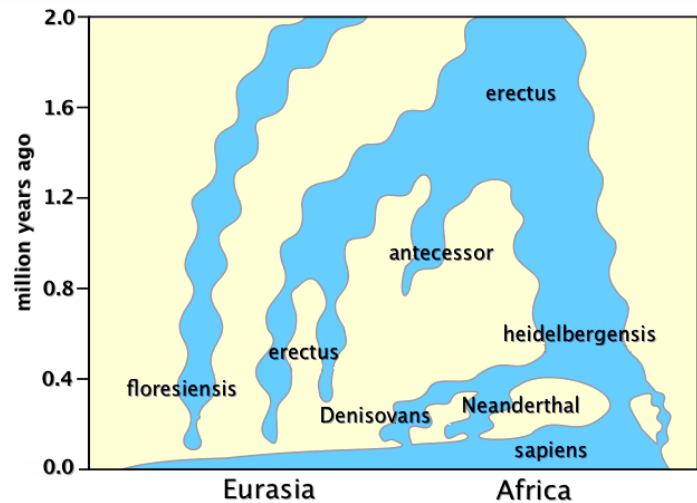 2.0
1.6
1.2
0.8
0.4
0.0
million years ago
erectus
antecessor
heidelbergensis
erectus
floresiensis
Denisovans
Neanderthal
sapiens
Eurasia
Africa